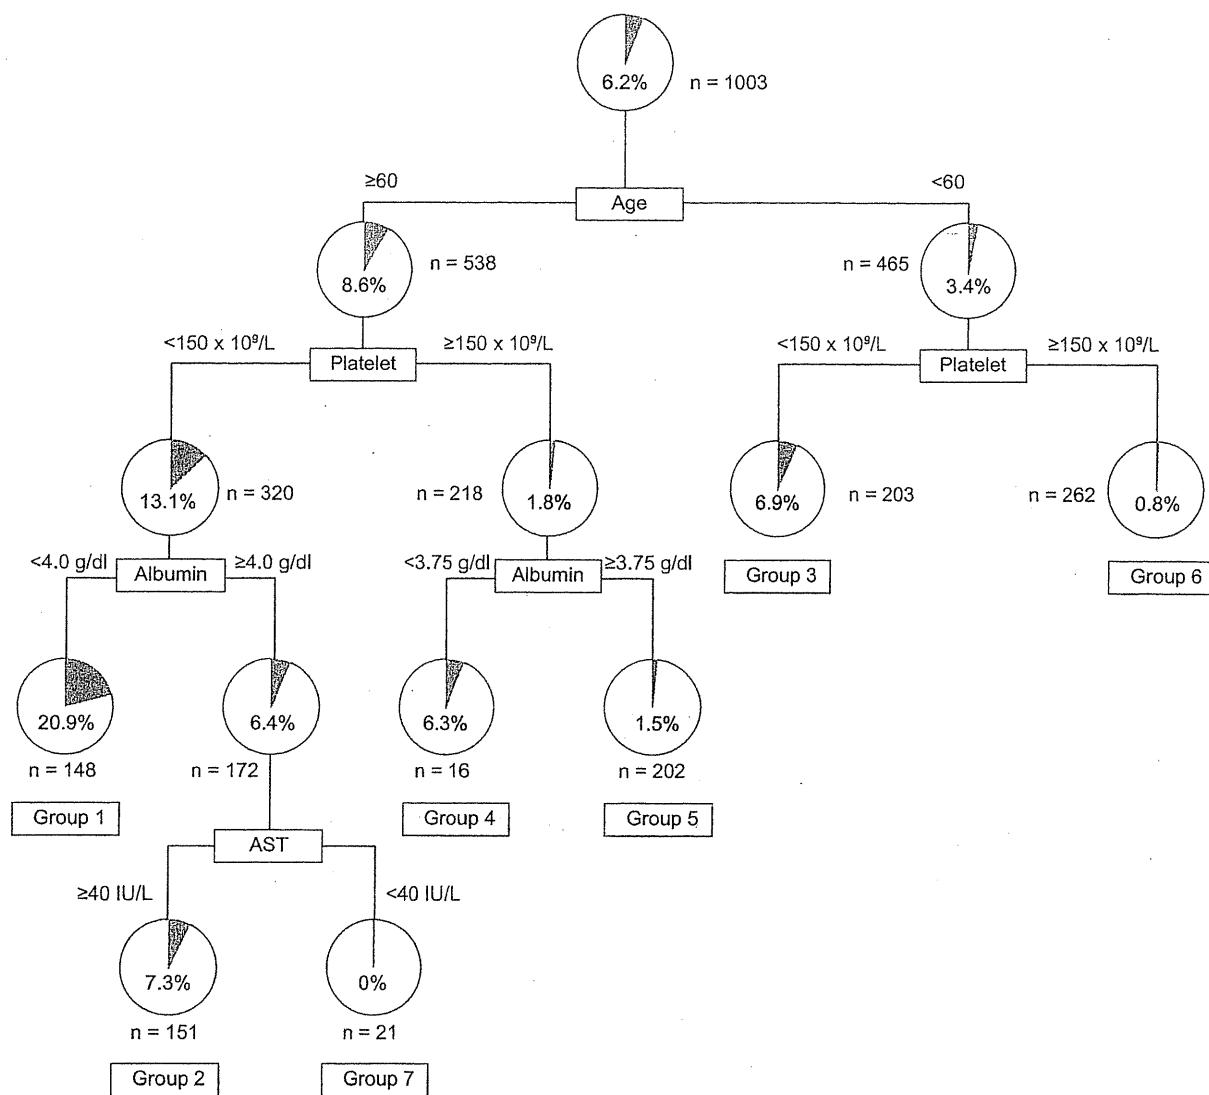 6.2%
n = 1003
≥60
<60
Age
8.6%
n = 538
n = 465
3.4%
<150 x 10⁹/L
≥150 x 10⁹/L
Platelet
<150 x 10⁹/L
≥150 x 10⁹/L
Platelet
13.1%
n = 320
n = 218
1.8%
6.9%
n = 203
n = 262
0.8%
<4.0 g/dl
≥4.0 g/dl
Albumin
<3.75 g/dl
≥3.75 g/dl
Albumin
Group 3
Group 6
20.9%
n = 148
6.4%
n = 172
6.3%
n = 16
1.5%
n = 202
Group 1
Group 4
Group 5
AST
≥40 IU/L
<40 IU/L
7.3%
n = 151
0%
n = 21
Group 2
Group 7